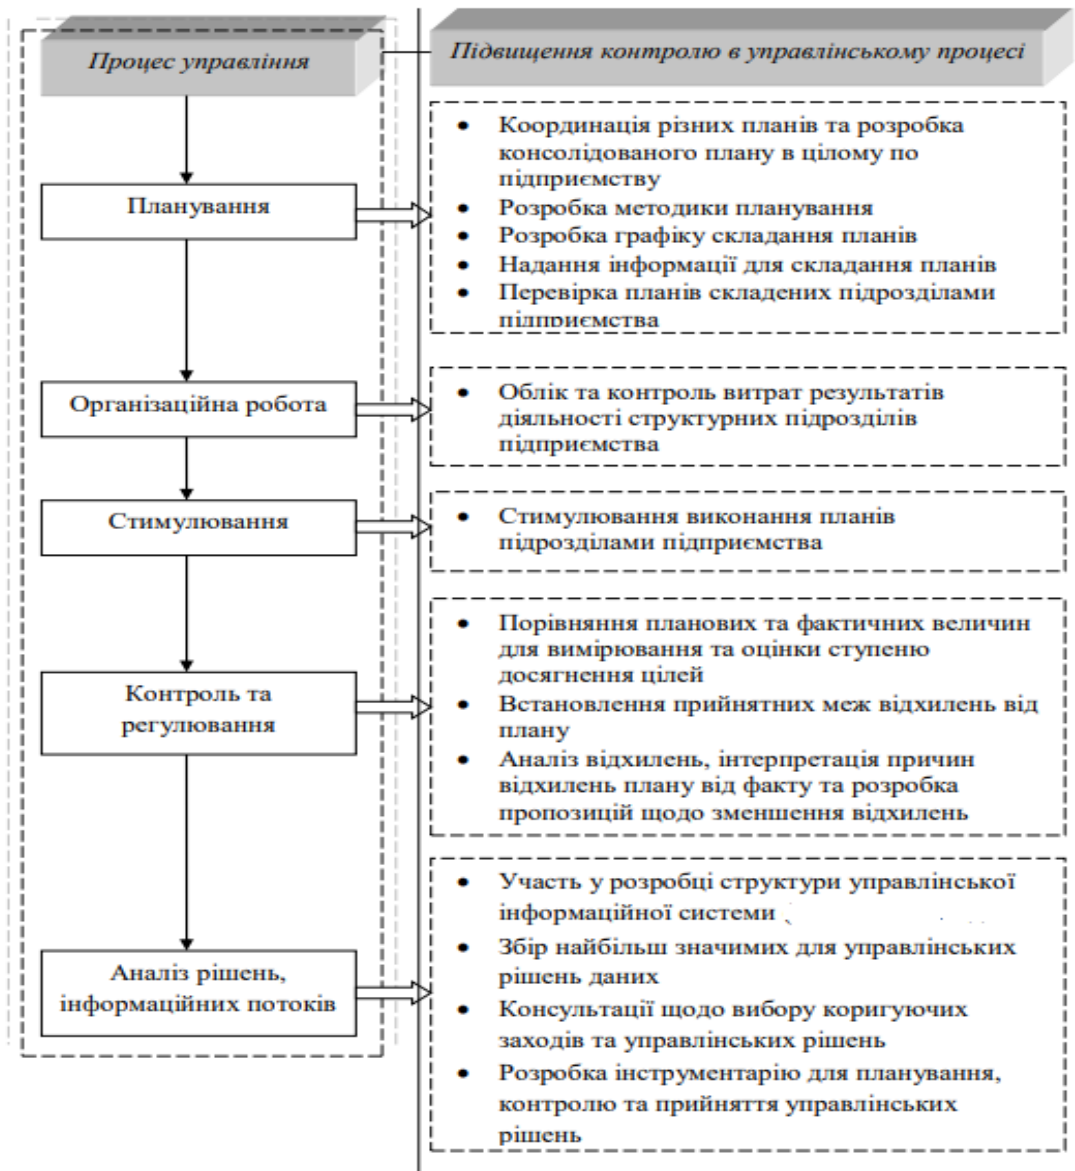 Процес управління
Підвищення контролю в управлінському процесі
Планування
• Координація різних планів та розробка
консолідованого плану в цілому по
підприємству
• Розробка методики планування
• Розробка графіку складання планів
• Надання інформації для складання планів
• Перевірка планів складених підрозділами
підприємства
Організаційна робота
• Облік та контроль витрат результатів
діяльності структурних підрозділів
підприємства
Стимулювання
• Стимулювання виконання планів
підрозділами підприємства
Контроль та
регулювання
• Порівняння планових та фактичних величин
для вимірювання та оцінки ступеню
досягнення цілей
• Встановлення прийнятних меж відхилень від
плану
• Аналіз відхилень, інтерпретація причин
відхилень плану від факту та розробка
пропозицій щодо зменшення відхилень
Аналіз рішень,
інформаційних потоків
• Участь у розробці структури управлінської
інформаційної системи
• Збір найбільш значимих для управлінських
рішень даних
• Консультації щодо вибору коригуючих
заходів та управлінських рішень
• Розробка інструментарію для планування,
контролю та прийняття управлінських
рішень